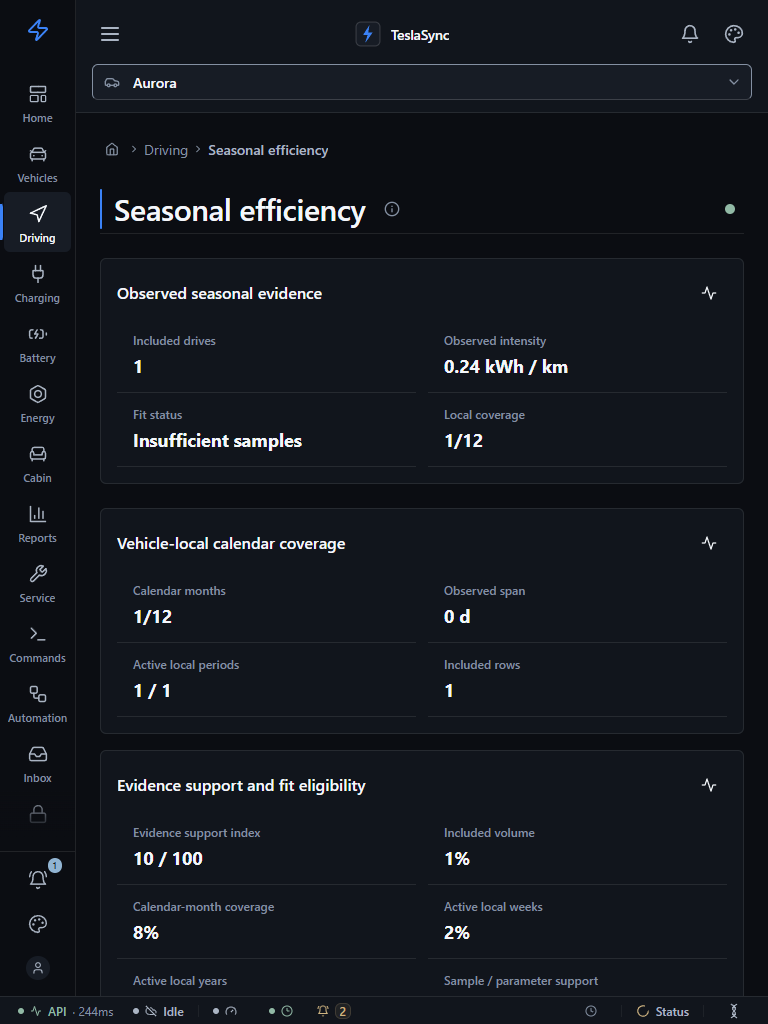 TeslaSync
Aurora
Home
Vehicles
Driving
Charging
Battery
Energy
Cabin
Reports
Service
Commands
Automation
Inbox
1
Driving
Seasonal efficiency
Seasonal efficiency
Observed seasonal evidence
Included drives
Observed intensity
1
0.24 kWh / km
Fit status
Local coverage
Insufficient samples
1/12
Vehicle-local calendar coverage
Calendar months
Observed span
1/12
0 d
Active local periods
Included rows
1 / 1
1
Evidence support and fit eligibility
Evidence support index
Included volume
10 / 100
1%
Calendar-month coverage
Active local weeks
8%
2%
Active local years
Sample / parameter support
API · 244ms
Idle
2
Status